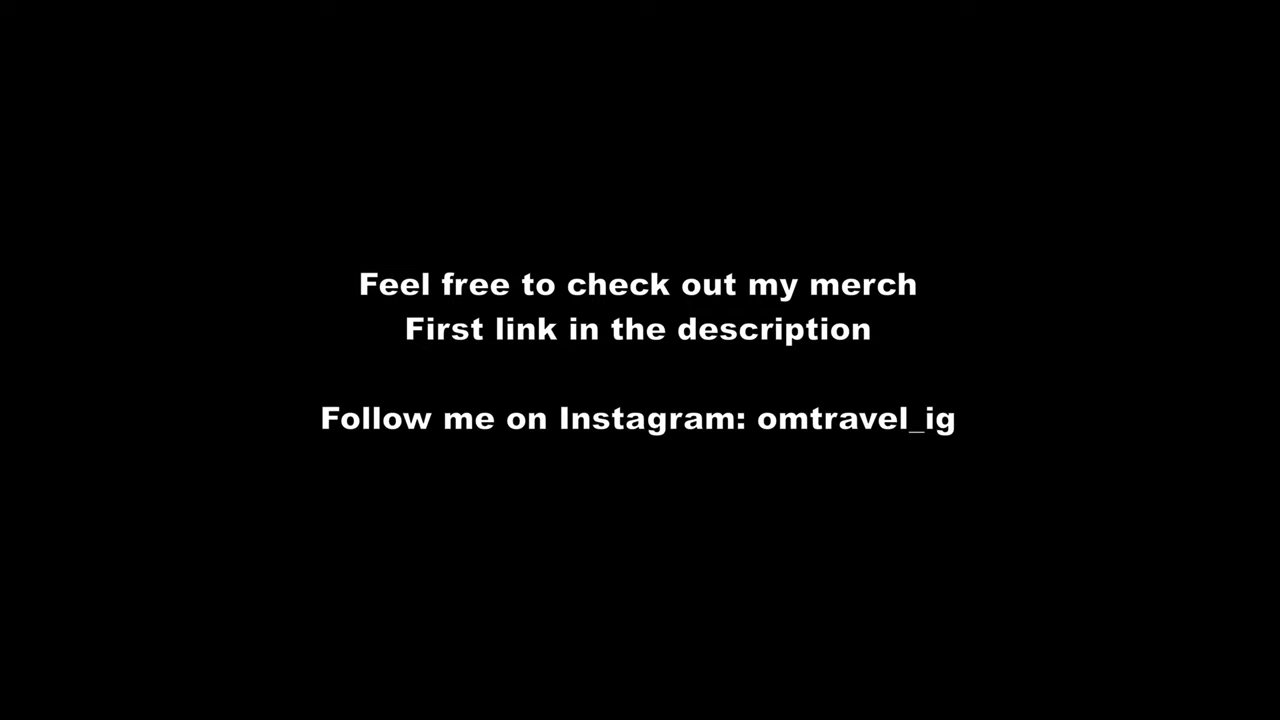 Feel free to check out my merch
First link in the description
Follow me on Instagram: omtravel_ig